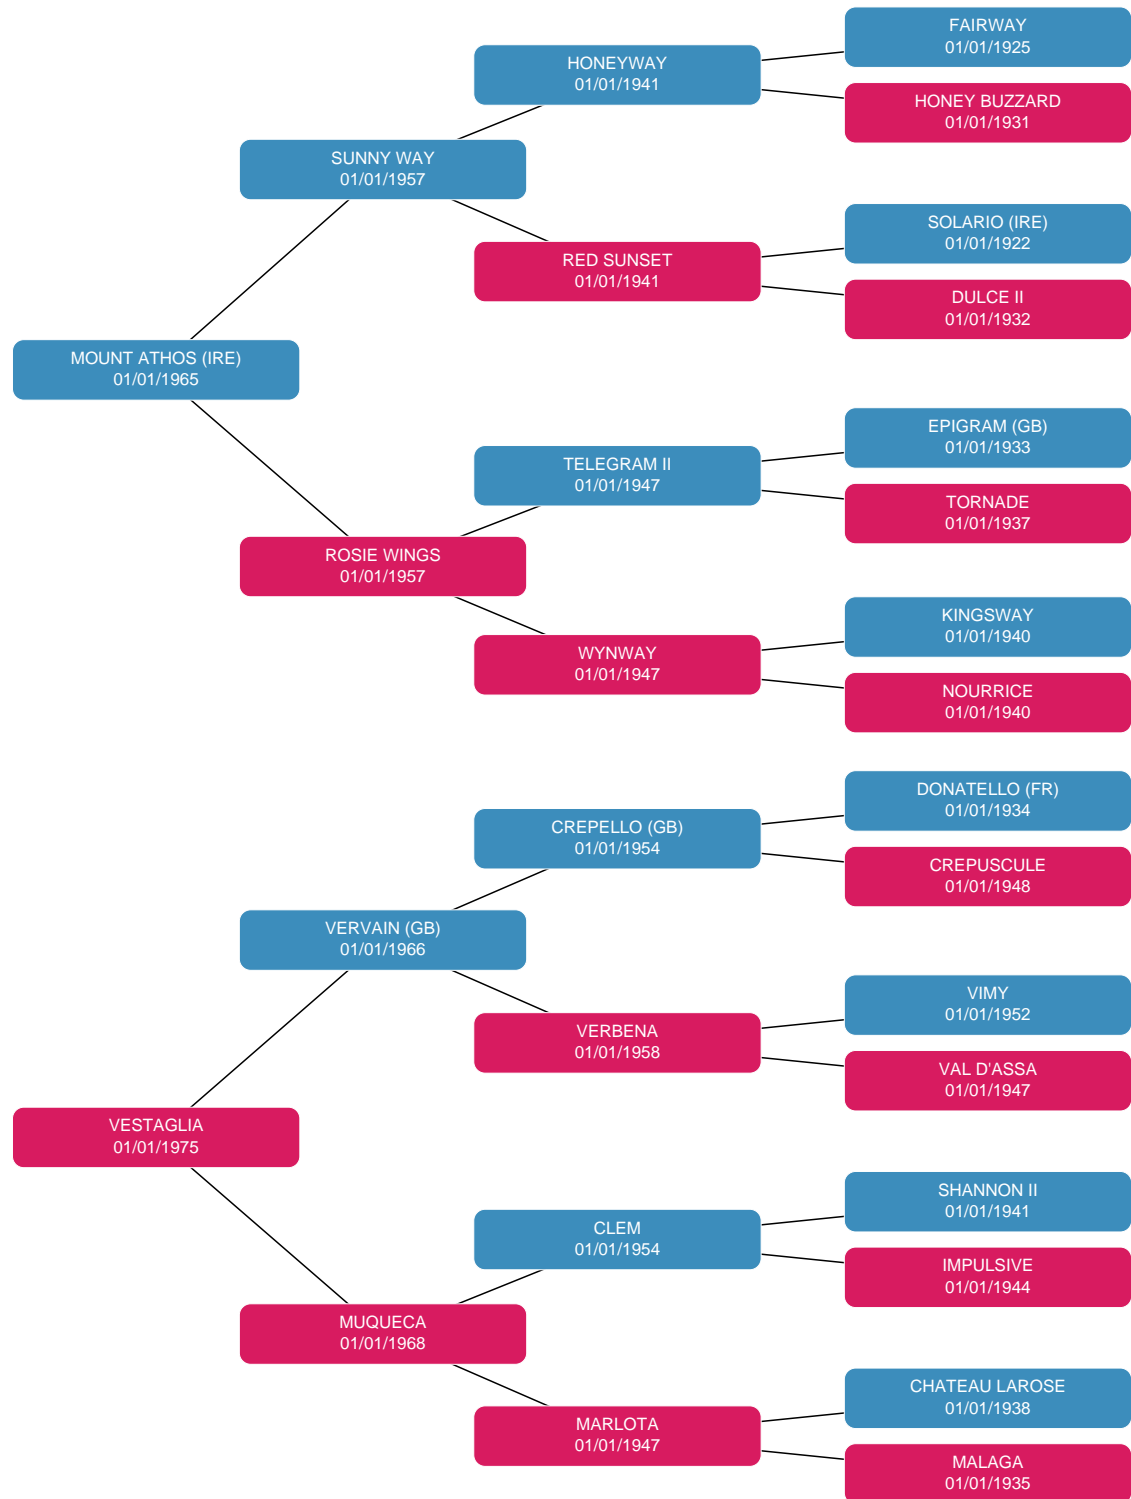 FAIRWAY
01/01/1925
HONEYWAY
01/01/1941
HONEY BUZZARD
01/01/1931
SUNNY WAY
01/01/1957
SOLARIO (IRE)
01/01/1922
RED SUNSET
01/01/1941
DULCE II
01/01/1932
MOUNT ATHOS (IRE)
01/01/1965
EPIGRAM (GB)
01/01/1933
TELEGRAM II
01/01/1947
TORNADE
01/01/1937
ROSIE WINGS
01/01/1957
KINGSWAY
01/01/1940
WYNWAY
01/01/1947
NOURRICE
01/01/1940
DONATELLO (FR)
01/01/1934
CREPELLO (GB)
01/01/1954
CREPUSCULE
01/01/1948
VERVAIN (GB)
01/01/1966
VIMY
01/01/1952
VERBENA
01/01/1958
VAL D'ASSA
01/01/1947
VESTAGLIA
01/01/1975
SHANNON II
01/01/1941
CLEM
01/01/1954
IMPULSIVE
01/01/1944
MUQUECA
01/01/1968
CHATEAU LAROSE
01/01/1938
MARLOTA
01/01/1947
MALAGA
01/01/1935